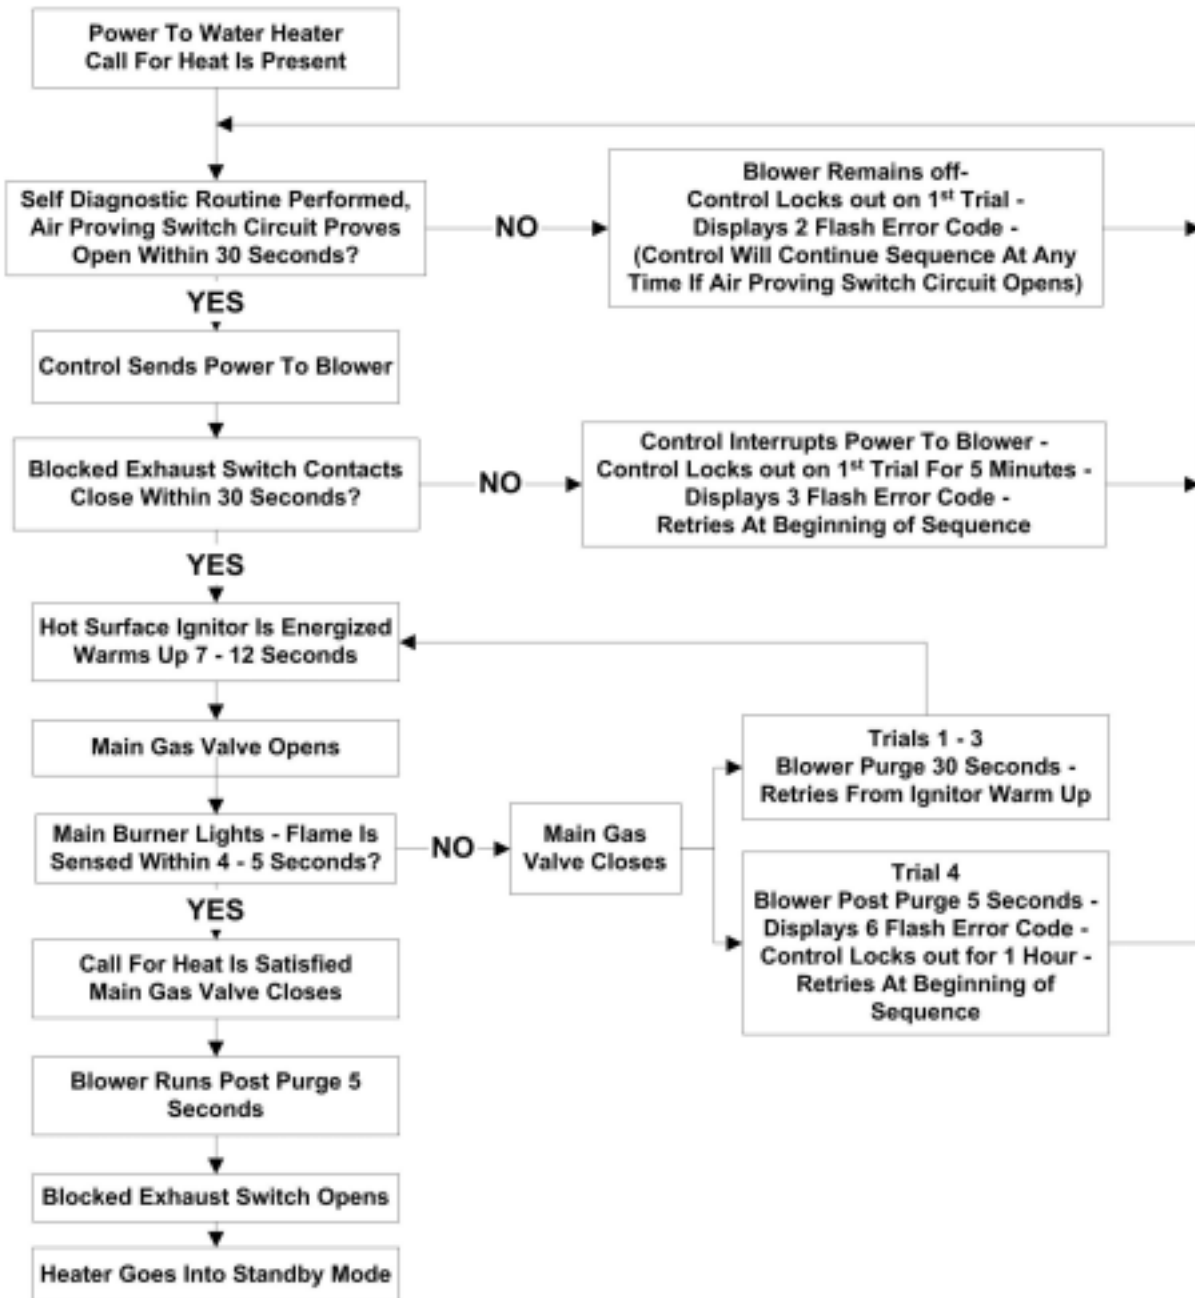 Power To Water Heater
Call For Heat Is Present
Self Diagnostic Routine Performed,
Air Proving Switch Circuit Proves
Open Within 30 Seconds?
NO
Blower Remains off-
Control Locks out on 1st Trial -
Displays 2 Flash Error Code -
(Control Will Continue Sequence At Any
Time If Air Proving Switch Circuit Opens)
YES
Control Sends Power To Blower
Blocked Exhaust Switch Contacts
Close Within 30 Seconds?
NO
Control Interrupts Power To Blower -
Control Locks out on 1st Trial For 5 Minutes -
Displays 3 Flash Error Code -
Retries At Beginning of Sequence
YES
Hot Surface Ignitor Is Energized
Warms Up 7 - 12 Seconds
Main Gas Valve Opens
Main Burner Lights - Flame Is
Sensed Within 4 - 5 Seconds?
NO
Main Gas
Valve Closes
Trials 1 - 3
Blower Purge 30 Seconds -
Retries From Ignitor Warm Up
Trial 4
Blower Post Purge 5 Seconds -
Displays 6 Flash Error Code -
Control Locks out for 1 Hour -
Retries At Beginning of
Sequence
YES
Call For Heat Is Satisfied
Main Gas Valve Closes
Blower Runs Post Purge 5
Seconds
Blocked Exhaust Switch Opens
Heater Goes Into Standby Mode